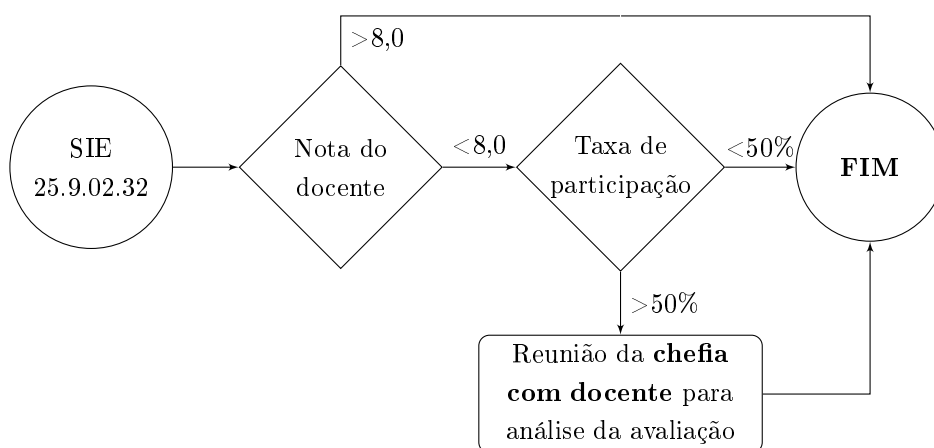 >8,0
SIE
25.9.02.32
Nota do
docente
<8,0
Taxa de
participação
<50%
FIM
>50%
Reunião da chefia
com docente para
análise da avaliação